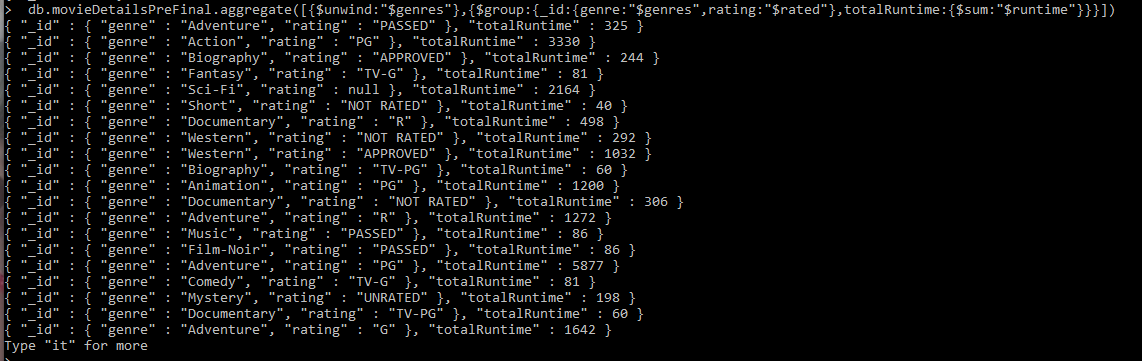 > db.movieDetailsPreFinal.aggregate([{$unwind:"$genres"},{$group:{_id:{genre:"$genres",rating:"$rated"},totalRuntime:{$sum:"$runtime"}}}])
{ "_id" : { "genre" : "Adventure", "rating" : "PASSED" }, "totalRuntime" : 325 }
{ "_id" : { "genre" : "Action", "rating" : "PG" }, "totalRuntime" : 3330 }
{ "_id" : { "genre" : "Biography", "rating" : "APPROVED" }, "totalRuntime" : 244 }
{ "_id" : { "genre" : "Fantasy", "rating" : "TV-G" }, "totalRuntime" : 81 }
{ "_id" : { "genre" : "Sci-Fi", "rating" : null }, "totalRuntime" : 2164 }
{ "_id" : { "genre" : "Short", "rating" : "NOT RATED" }, "totalRuntime" : 40 }
{ "_id" : { "genre" : "Documentary", "rating" : "R" }, "totalRuntime" : 498 }
{ "_id" : { "genre" : "Western", "rating" : "NOT RATED" }, "totalRuntime" : 292 }
{ "_id" : { "genre" : "Western", "rating" : "APPROVED" }, "totalRuntime" : 1032 }
{ "_id" : { "genre" : "Biography", "rating" : "TV-PG" }, "totalRuntime" : 60 }
{ "_id" : { "genre" : "Animation", "rating" : "PG" }, "totalRuntime" : 1200 }
{ "_id" : { "genre" : "Documentary", "rating" : "NOT RATED" }, "totalRuntime" : 306 }
{ "_id" : { "genre" : "Adventure", "rating" : "R" }, "totalRuntime" : 1272 }
{ "_id" : { "genre" : "Music", "rating" : "PASSED" }, "totalRuntime" : 86 }
{ "_id" : { "genre" : "Film-Noir", "rating" : "PASSED" }, "totalRuntime" : 86 }
{ "_id" : { "genre" : "Adventure", "rating" : "PG" }, "totalRuntime" : 5877 }
{ "_id" : { "genre" : "Comedy", "rating" : "TV-G" }, "totalRuntime" : 81 }
{ "_id" : { "genre" : "Mystery", "rating" : "UNRATED" }, "totalRuntime" : 198 }
{ "_id" : { "genre" : "Documentary", "rating" : "TV-PG" }, "totalRuntime" : 60 }
{ "_id" : { "genre" : "Adventure", "rating" : "G" }, "totalRuntime" : 1642 }
Type "it" for more